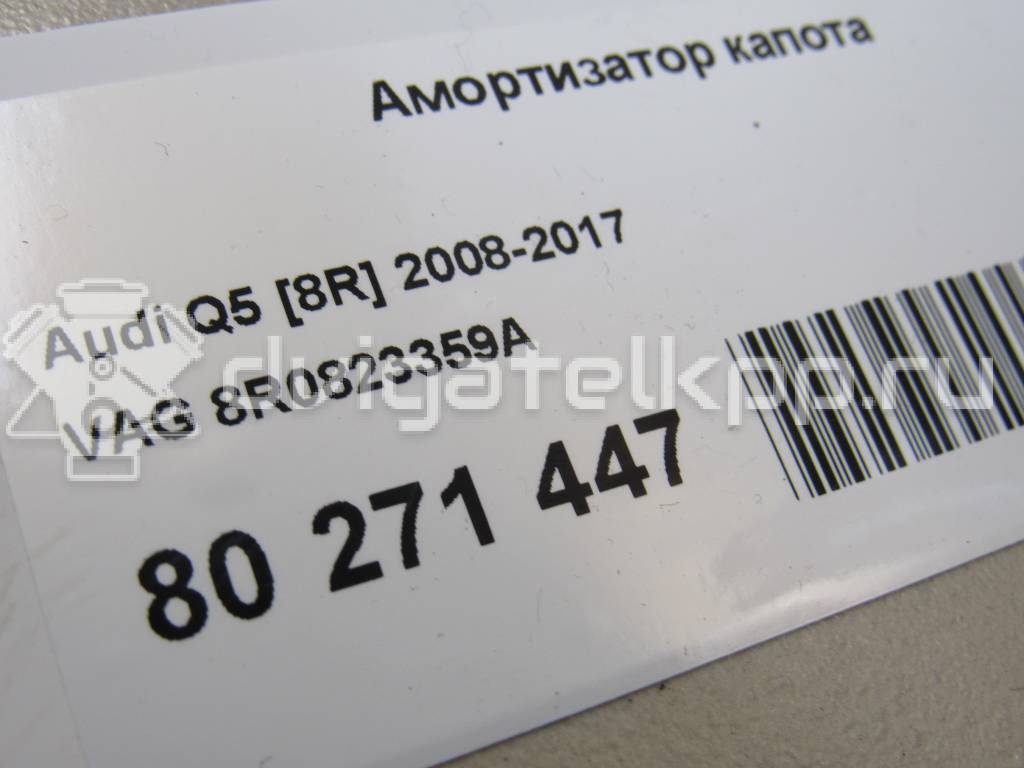 Амортизатор капота
Audi Q5 [8R] 2008-2017
VAG 8R0823359A
dvigatelkpp.ru
80 271 447